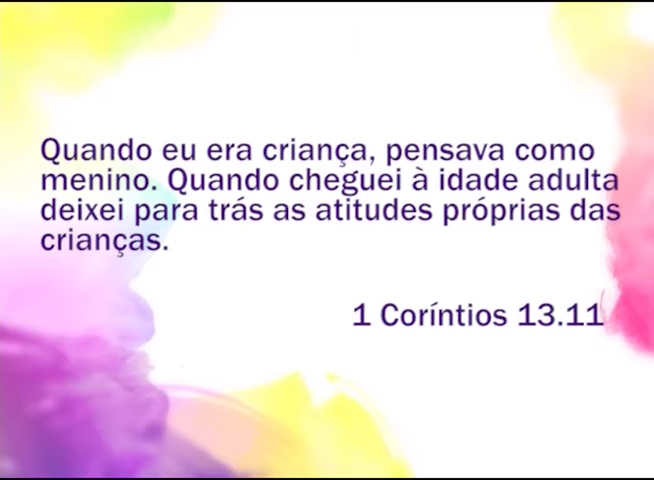 Quando eu era criança, pensava como
menino. Quando cheguei à idade adulta
deixei para trás as atitudes próprias das
crianças.
1 Coríntios 13.11